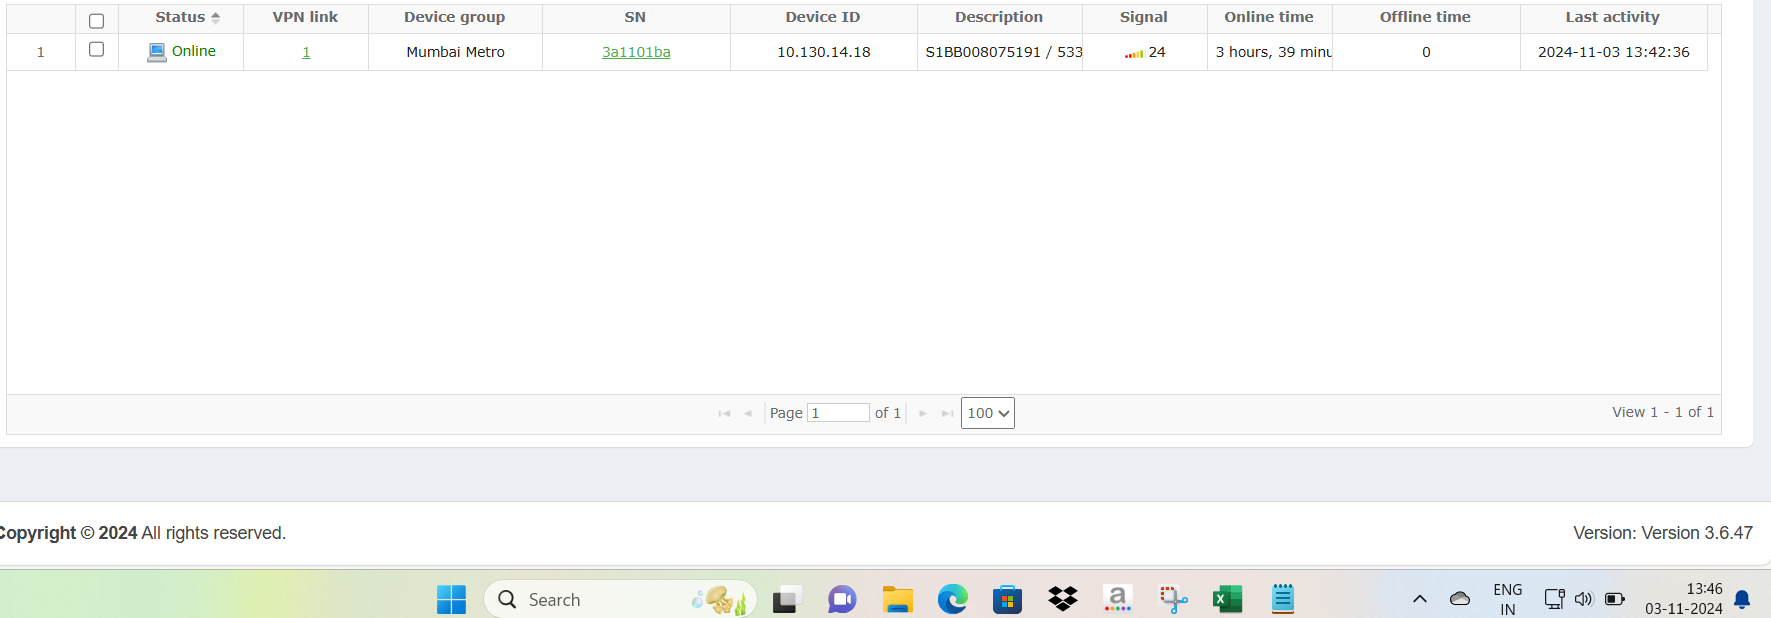 Status VPN link Device group SN Device ID Description Signal Online time Offline time Last activity
1 Online 1 Mumbai Metro 3a1101ba 10.130.14.18 S1BB008075191 / 533 24 3 hours, 39 minu 0 2024-11-03 13:42:36
Page 1 of 1 100 View 1 - 1 of 1
Copyright © 2024 All rights reserved. Version: Version 3.6.47
Search a X ENG 13:46
IN 03-11-2024